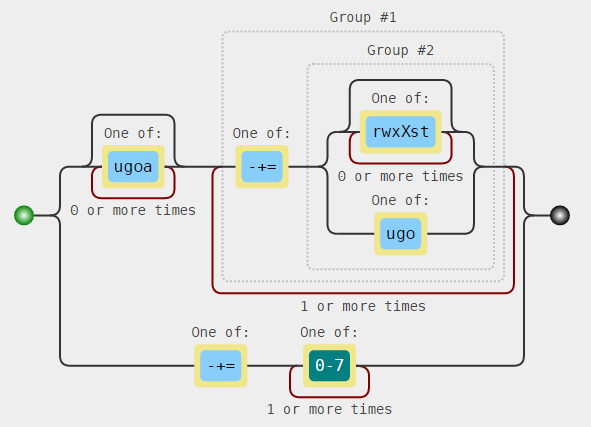 Group #1
Group #2
One of:
rwxXst
0 or more times
One of:
ugoa
0 or more times
One of:
-+=
One of:
ugo
1 or more times
One of:
-+=
One of:
0-7
1 or more times